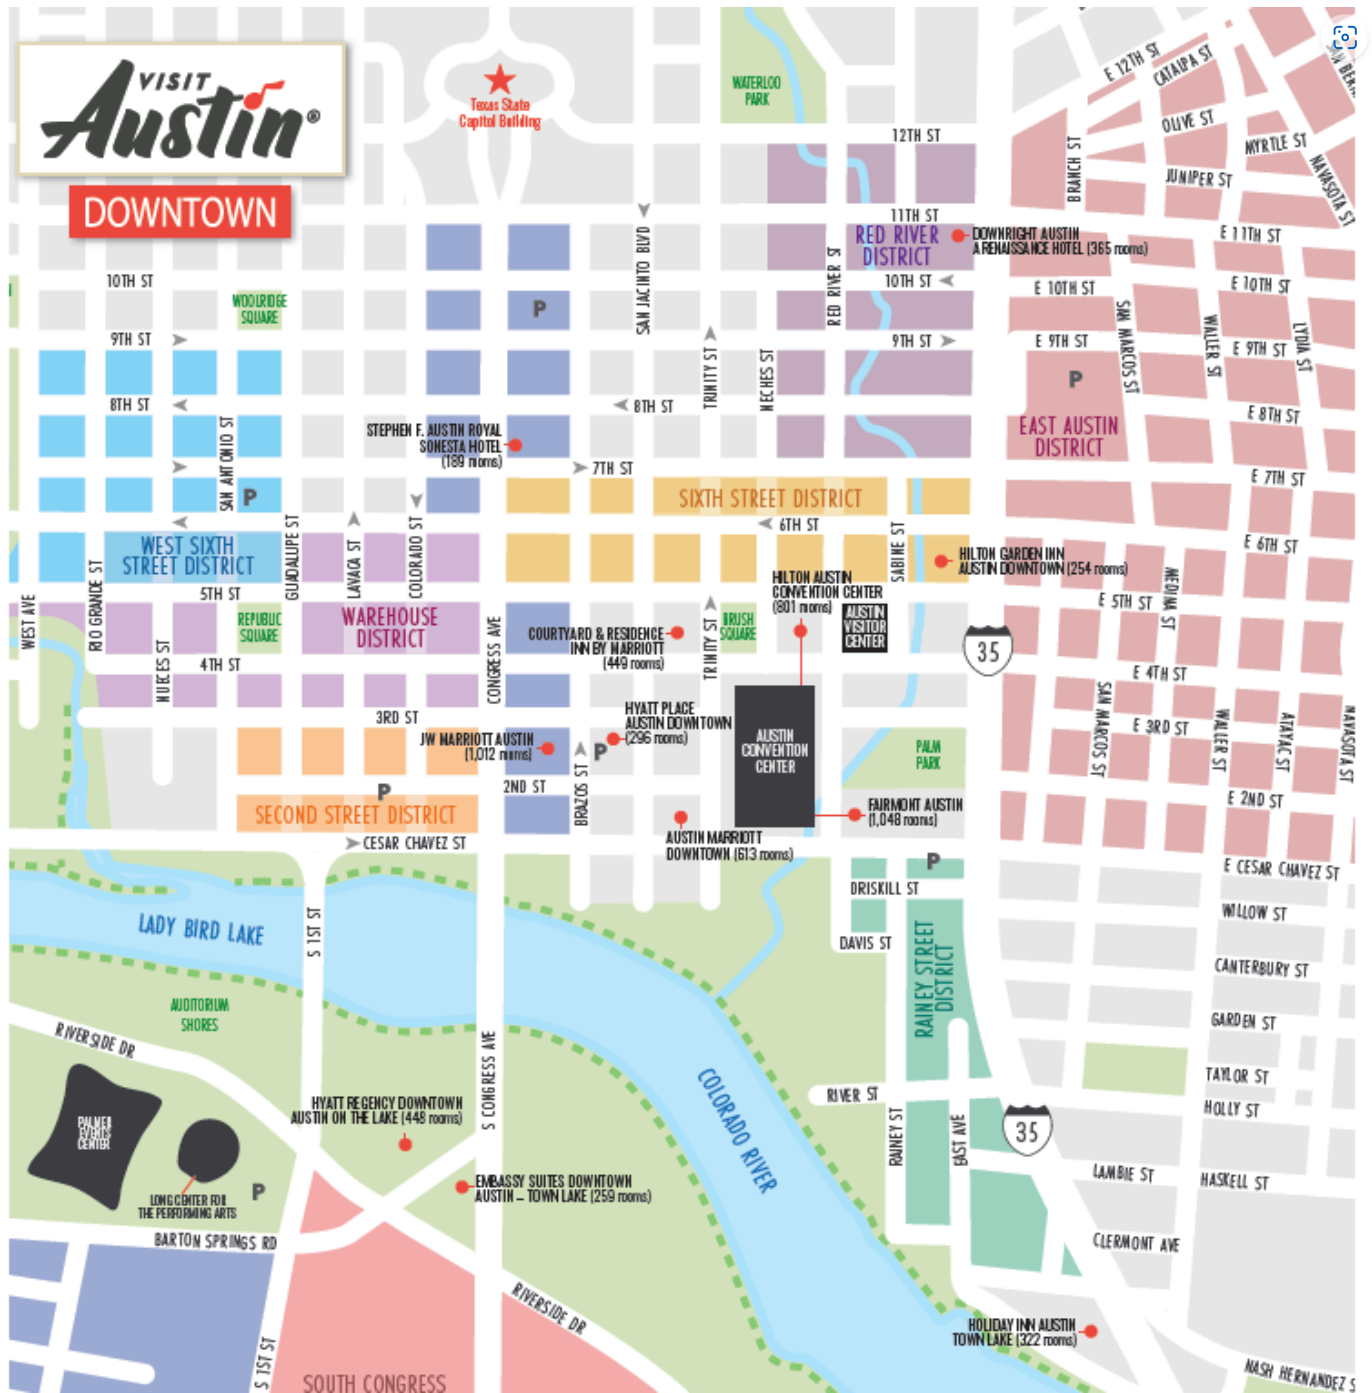 VISIT
Austin®
DOWNTOWN
Texas State
Capitol Building
WATERLOO
PARK
12TH ST
E 12TH ST
CATALPA ST
OLIVE ST
MYRTLE ST
JUNIPER ST
NAVASOTA ST
BRANCH ST
11TH ST
E 11TH ST
RED RIVER
DISTRICT
DOWNRIGHT AUSTIN
A RENAISSANCE HOTEL (365 rooms)
SAN JACINTO BLVD
RED RIVER ST
10TH ST
10TH ST
E 10TH ST
E 10TH ST
WOOLRIDGE
SQUARE
P
SAN MARCOS ST
WALLER ST
LYDIA ST
9TH ST
9TH ST
E 9TH ST
E 9TH ST
TRINITY ST
NECHES ST
P
8TH ST
8TH ST
E 8TH ST
EAST AUSTIN
DISTRICT
SAN ANTONIO ST
STEPHEN F. AUSTIN ROYAL
SONESTA HOTEL
(189 rooms)
7TH ST
E 7TH ST
P
SIXTH STREET DISTRICT
6TH ST
E 6TH ST
GUADALUPE ST
LAVACA ST
COLORADO ST
SABINE ST
WEST SIXTH
STREET DISTRICT
HILTON GARDEN INN
AUSTIN DOWNTOWN (254 rooms)
HILTON AUSTIN
CONVENTION CENTER
(801 rooms)
MEDINA ST
WEST AVE
RIO GRANDE ST
5TH ST
E 5TH ST
REPUBLIC
SQUARE
WAREHOUSE
DISTRICT
CONGRESS AVE
COURTYARD & RESIDENCE
INN BY MARRIOTT
(449 rooms)
TRINITY ST
BRUSH
SQUARE
AUSTIN
VISITOR
CENTER
35
NUECES ST
4TH ST
E 4TH ST
3RD ST
E 3RD ST
SAN MARCOS ST
WALLER ST
ATAYAC ST
NAVASOTA ST
HYATT PLACE
AUSTIN DOWNTOWN
(296 rooms)
P
JW MARRIOTT AUSTIN
(1,012 rooms)
AUSTIN
CONVENTION
CENTER
PALM
PARK
P
2ND ST
E 2ND ST
BRAZOS ST
SECOND STREET DISTRICT
FAIRMONT AUSTIN
(1,048 rooms)
CESAR CHAVEZ ST
AUSTIN MARRIOTT
DOWNTOWN (613 rooms)
P
E CESAR CHAVEZ ST
DRISKILL ST
WILLOW ST
LADY BIRD LAKE
S 1ST ST
DAVIS ST
RAINEY STREET
DISTRICT
CANTERBURY ST
AUDITORIUM
SHORES
GARDEN ST
RIVERSIDE DR
S CONGRESS AVE
COLORADO RIVER
TAYLOR ST
RIVER ST
HOLLY ST
HYATT REGENCY DOWNTOWN
AUSTIN ON THE LAKE (448 rooms)
PALMER
EVENTS
CENTER
RAINEY ST
EAST AVE
35
LAMBIE ST
HASKELL ST
EMBASSY SUITES DOWNTOWN
AUSTIN – TOWN LAKE (259 rooms)
P
LONG CENTER FOR
THE PERFORMING ARTS
BARTON SPRINGS RD
CLERMONT AVE
RIVERSIDE DR
HOLIDAY INN AUSTIN
TOWN LAKE (322 rooms)
S 1ST ST
SOUTH CONGRESS
NASH HERNANDEZ S